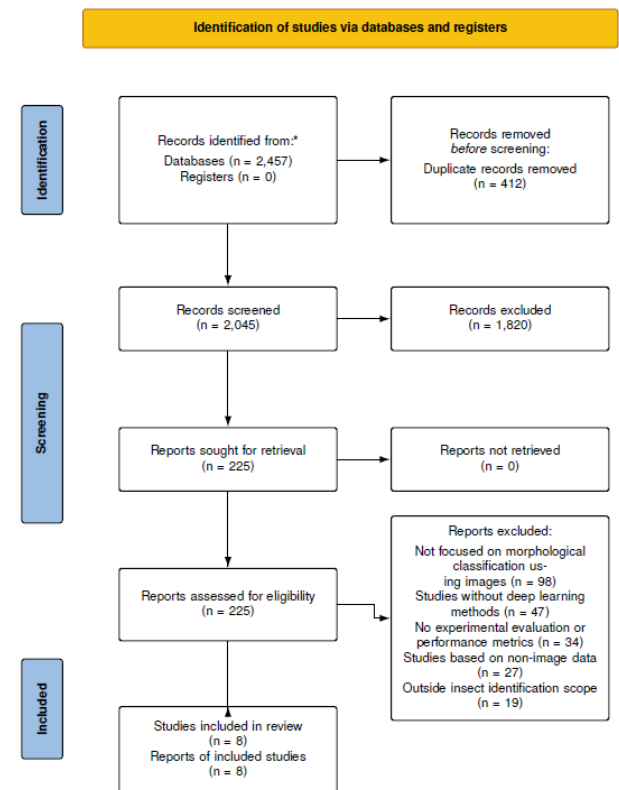 Identification of studies via databases and registers
Identification
Records identified from:*
Databases (n = 2,457)
Registers (n = 0)
Records removed
before screening:
Duplicate records removed
(n = 412)
Screening
Records screened
(n = 2,045)
Records excluded
(n = 1,820)
Reports sought for retrieval
(n = 225)
Reports not retrieved
(n = 0)
Reports assessed for eligibility
(n = 225)
Reports excluded:
Not focused on morphological
classification us-
ing images (n = 98)
Studies without deep learning
methods (n = 47)
No experimental evaluation or
performance metrics (n = 34)
Studies based on non-image data
(n = 27)
Outside insect identification scope
(n = 19)
Included
Studies included in review
(n = 8)
Reports of included studies
(n = 8)